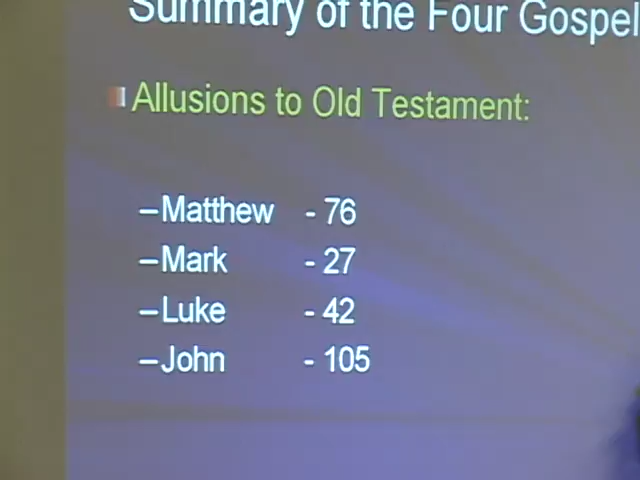 Summary of the Four Gospel
Allusions to Old Testament:
–Matthew - 76
–Mark - 27
–Luke - 42
–John - 105